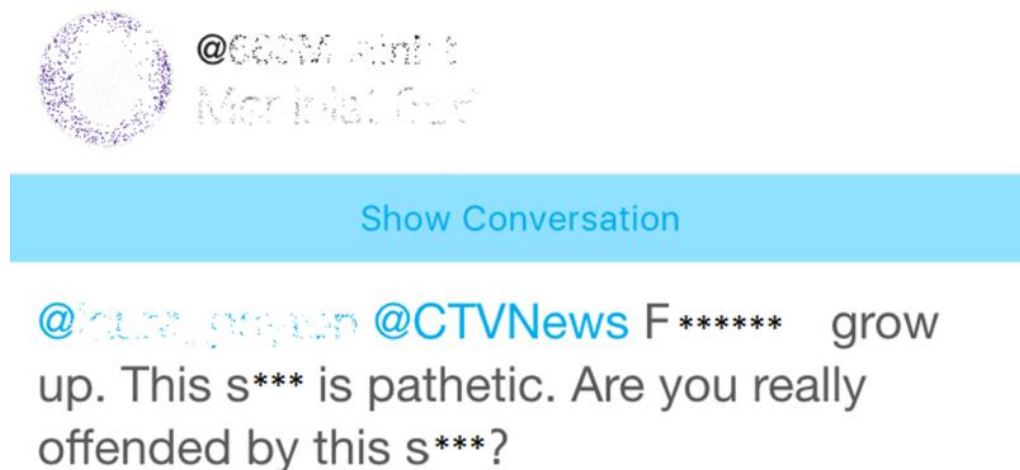 Show Conversation
@CTVNews F****** grow
up. This s*** is pathetic. Are you really
offended by this s***?